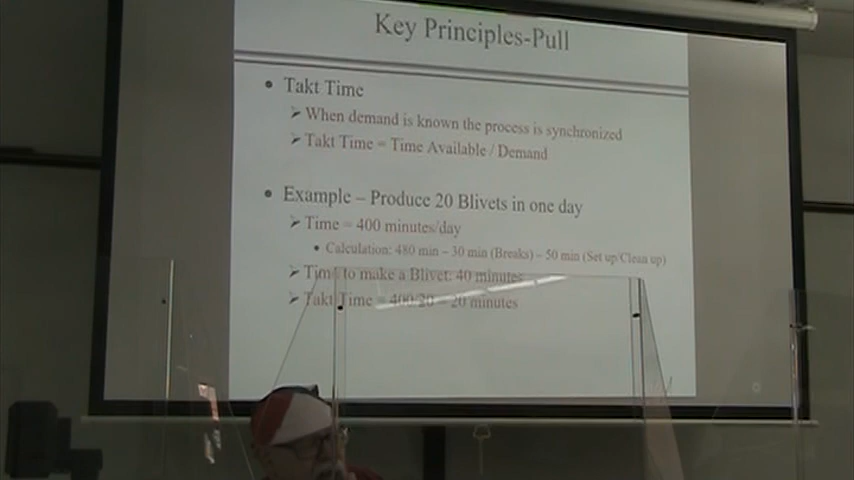 Key Principles-Pull
• Takt Time
➢ When demand is known the process is synchronized
➢ Takt Time = Time Available / Demand
• Example – Produce 20 Blivets in one day
➢ Time = 400 minutes/day
• Calculation: 480 min – 30 min (Breaks) – 50 min (Set up/Clean up)
➢ Time to make a Blivet: 40 minutes
➢ Takt Time = 400/20 = 20 minutes